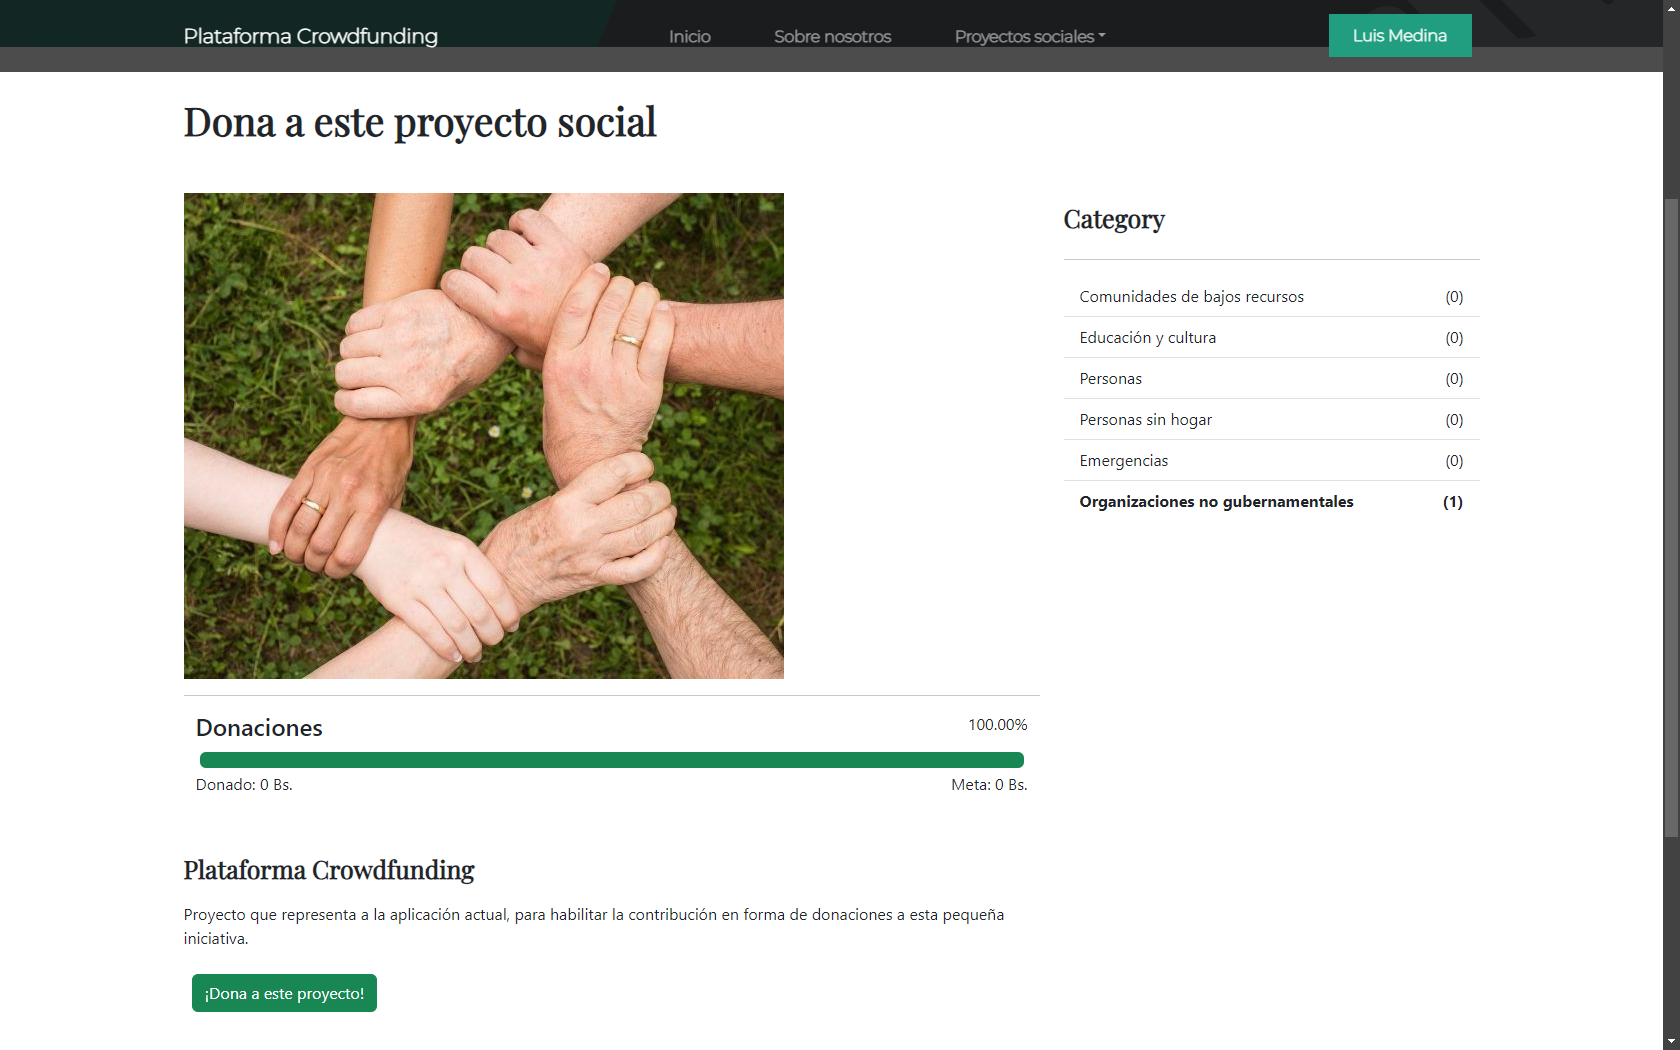 Plataforma Crowdfunding
Inicio
Sobre nosotros
Proyectos sociales
Luis Medina
Dona a este proyecto social
Category
Comunidades de bajos recursos (0)
Educación y cultura (0)
Personas (0)
Personas sin hogar (0)
Emergencias (0)
Organizaciones no gubernamentales (1)
Donaciones 100.00%
Donado: 0 Bs. Meta: 0 Bs.
Plataforma Crowdfunding
Proyecto que representa a la aplicación actual, para habilitar la contribución en forma de donaciones a esta pequeña
iniciativa.
¡Dona a este proyecto!